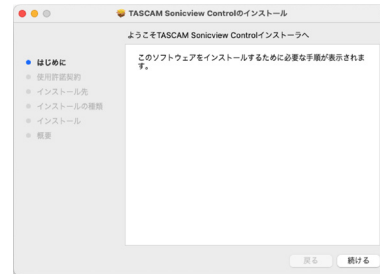 TASCAM Sonicview Controlのインストール
ようこそTASCAM Sonicview Controlインストーラへ
はじめに
使用許諾契約
インストール先
インストールの種類
インストール
概要
このソフトウェアをインストールするために必要な手順が表示されま
す。
戻る
続ける